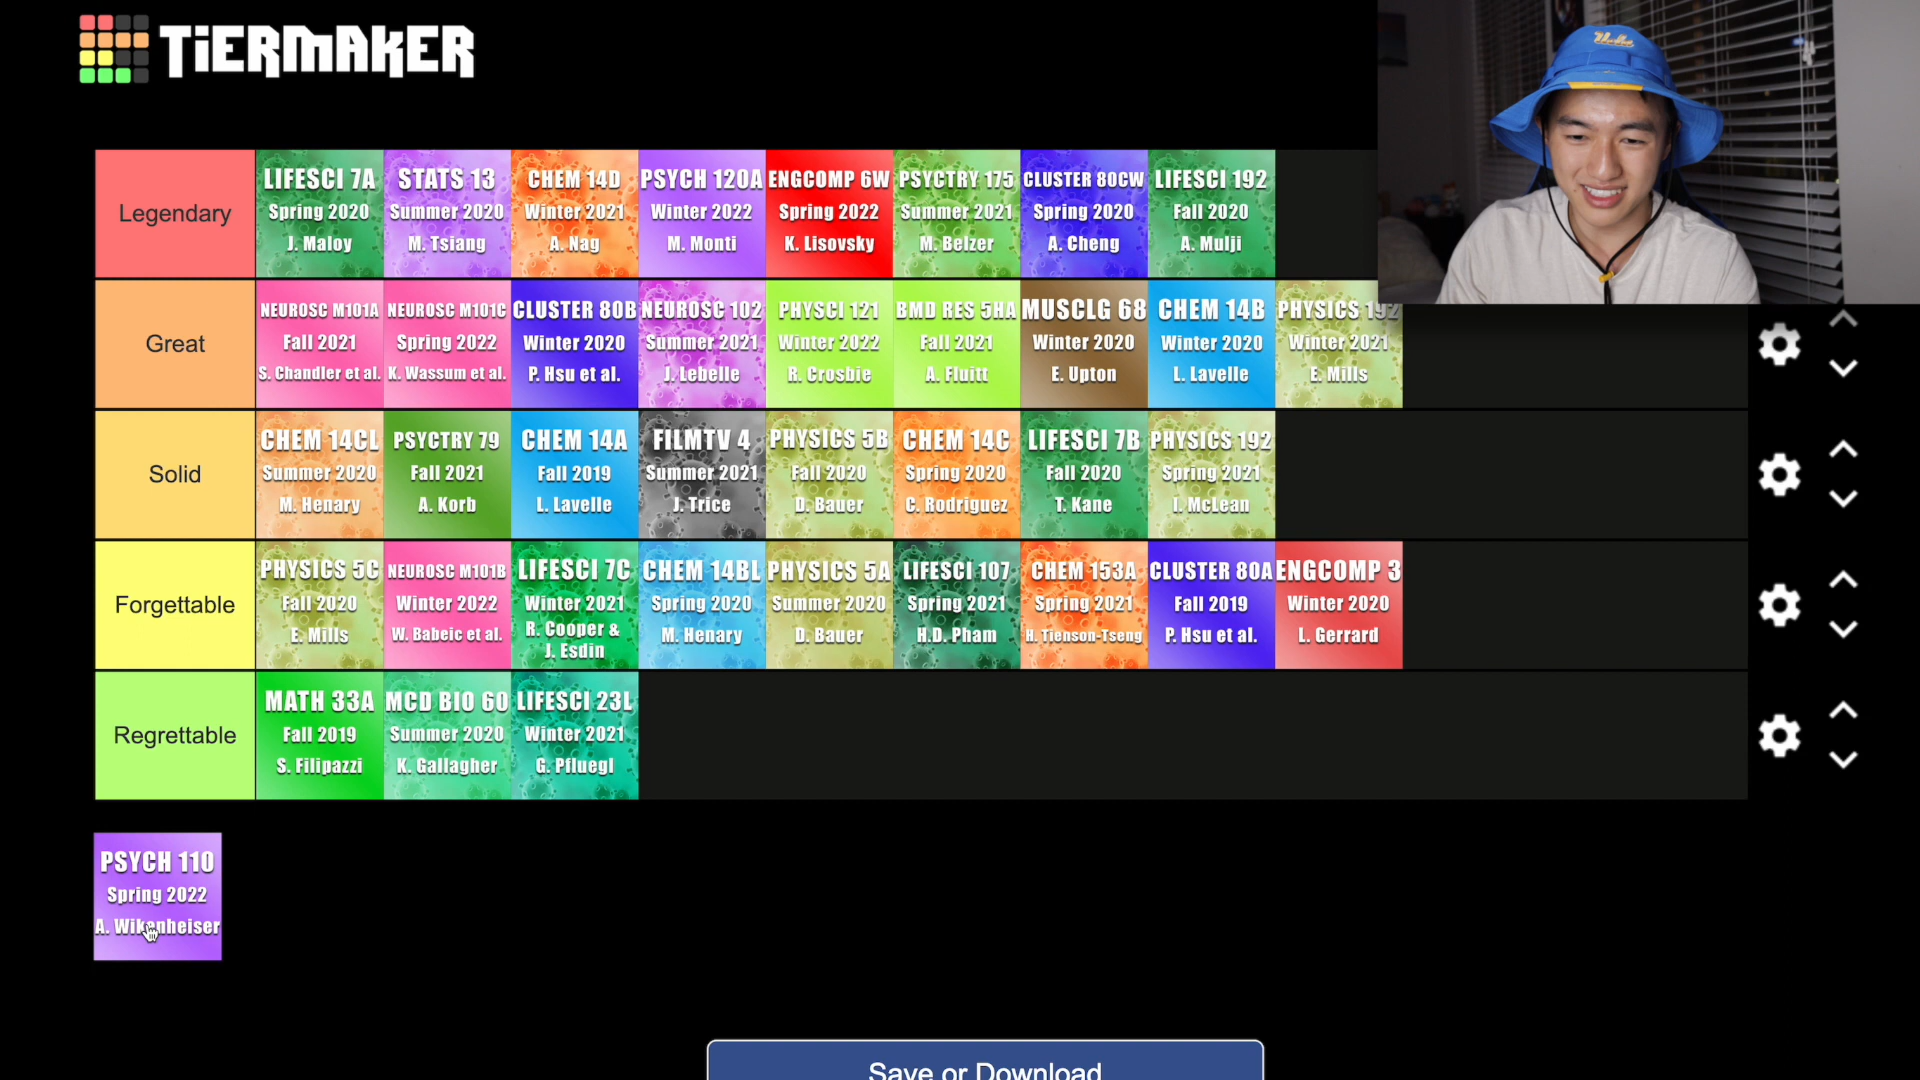 TiERMAKER
Legendary
LIFESCI 7A
Spring 2020
J. Maloy
STATS 13
Summer 2020
M. Tsiang
CHEM 14D
Winter 2021
A. Nag
PSYCH 120A
Winter 2022
M. Monti
ENGCOMP 6W
Spring 2022
K. Lisovsky
PSYCTRY 175
Summer 2021
M. Belzer
CLUSTER 80CW
Spring 2020
A. Cheng
LIFESCI 192
Fall 2020
A. Mulji
Great
NEUROSC M101A
Fall 2021
S. Chandler et al.
NEUROSC M101C
Spring 2022
K. Wassum et al.
CLUSTER 80B
Winter 2020
P. Hsu et al.
NEUROSC 102
Summer 2021
J. Lebelle
PHYSCI 121
Winter 2022
R. Crosbie
BMD RES 5HA
Fall 2021
A. Fluitt
MUSCLG 68
Winter 2020
E. Upton
CHEM 14B
Winter 2020
L. Lavelle
PHYSICS 192
Winter 2021
E. Mills
Solid
CHEM 14CL
Summer 2020
M. Henary
PSYCTRY 79
Fall 2021
A. Korb
CHEM 14A
Fall 2019
L. Lavelle
FILMTV 4
Summer 2021
J. Trice
PHYSICS 5B
Fall 2020
D. Bauer
CHEM 14C
Spring 2020
C. Rodriguez
LIFESCI 7B
Fall 2020
T. Kane
PHYSICS 192
Spring 2021
I. McLean
Forgettable
PHYSICS 5C
Fall 2020
E. Mills
NEUROSC M101B
Winter 2022
W. Babeic et al.
LIFESCI 7C
Winter 2021
R. Cooper &
J. Esdin
CHEM 14BL
Spring 2020
M. Henary
PHYSICS 5A
Summer 2020
D. Bauer
LIFESCI 107
Spring 2021
H.D. Pham
CHEM 153A
Spring 2021
H. Tienson-Tseng
CLUSTER 80A
Fall 2019
P. Hsu et al.
ENGCOMP 3
Winter 2020
L. Gerrard
Regrettable
MATH 33A
Fall 2019
S. Filipazzi
MCD BIO 60
Summer 2020
K. Gallagher
LIFESCI 23L
Winter 2021
G. Pfluegl
PSYCH 110
Spring 2022
A. Wikenheiser
Save or Download